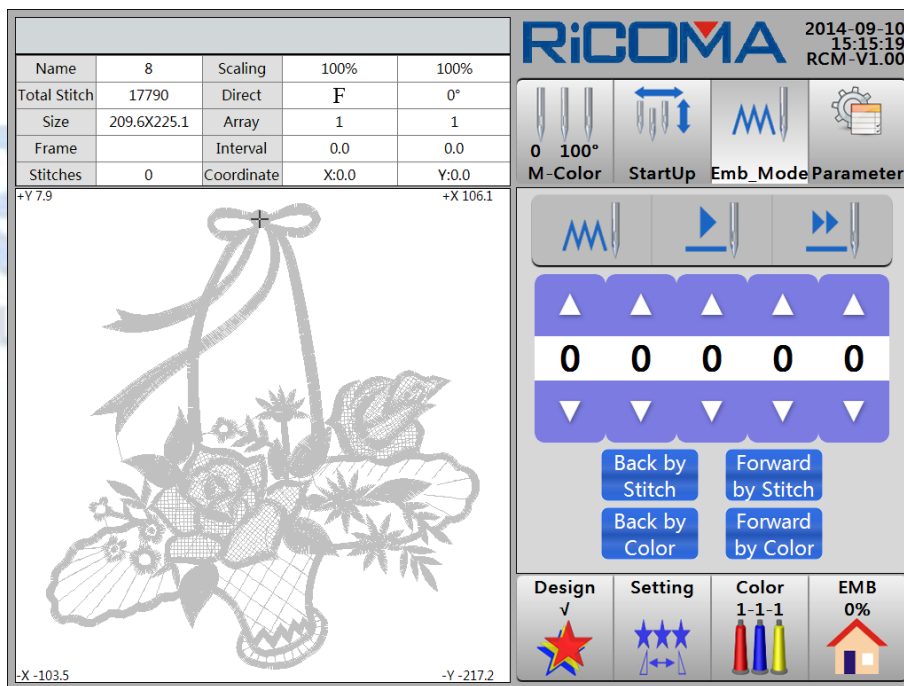 RiCOMA
2014-09-10
15:15:19
RCM-V1.00
Name 8 Scaling 100% 100%
Total Stitch 17790 Direct F 0°
Size 209.6X225.1 Array 1 1
Frame Interval 0.0 0.0
Stitches 0 Coordinate X:0.0 Y:0.0
0 100°
M-Color StartUp Emb_Mode Parameter
+Y 7.9 +X 106.1
0 0 0 0 0
Back by
Stitch
Forward
by Stitch
Back by
Color
Forward
by Color
-X -103.5 -Y -217.2
Design Setting Color EMB
√ 1-1-1 0%